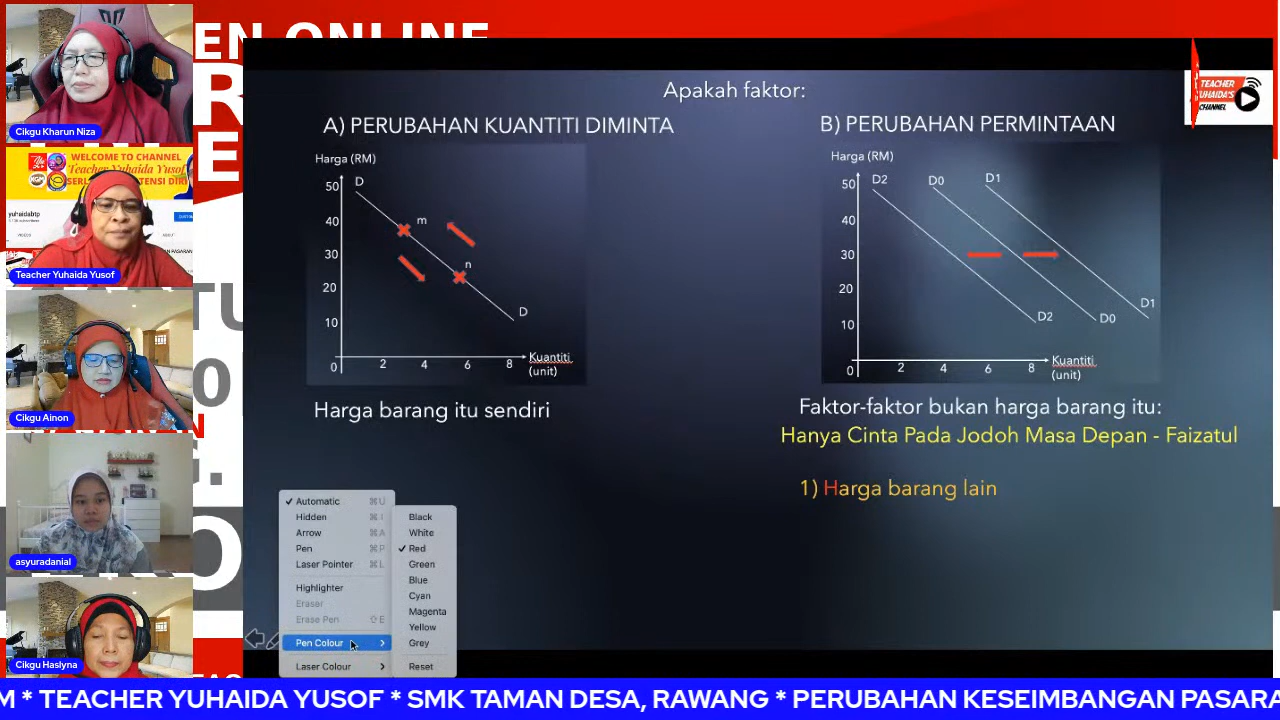 EN ONLINE
R
E
TU
0
G.
RO
Cikgu Kharun Niza
WELCOME TO CHANNEL
Teacher Yuhaida Yusof
yuhaidabtp
Teacher Yuhaida Yusof
Cikgu Ainon
asyuradanial
Cikgu Haslyna
Apakah faktor:
A) PERUBAHAN KUANTITI DIMINTA
Harga (RM)
50
40
30
20
10
0
D
m
n
D
2 4 6 8
Kuantiti
(unit)
Harga barang itu sendiri
B) PERUBAHAN PERMINTAAN
Harga (RM)
50
40
30
20
10
0
D2 D0 D1
D2 D0 D1
2 4 6 8
Kuantiti
(unit)
Faktor-faktor bukan harga barang itu:
Hanya Cinta Pada Jodoh Masa Depan - Faizatul
1) Harga barang lain
TEACHER
YUHAIDA'S
CHANNEL
✓ Automatic ⌘U
Hidden ⌘I
Arrow ⌘A
Pen ⌘P
Laser Pointer ⌘L
Highlighter
Eraser
Erase Pen ⇧E
Pen Colour >
Laser Colour >
Black
White
✓ Red
Green
Blue
Cyan
Magenta
Yellow
Grey
Reset
M * TEACHER YUHAIDA YUSOF * SMK TAMAN DESA, RAWANG * PERUBAHAN KESEIMBANGAN PASARA